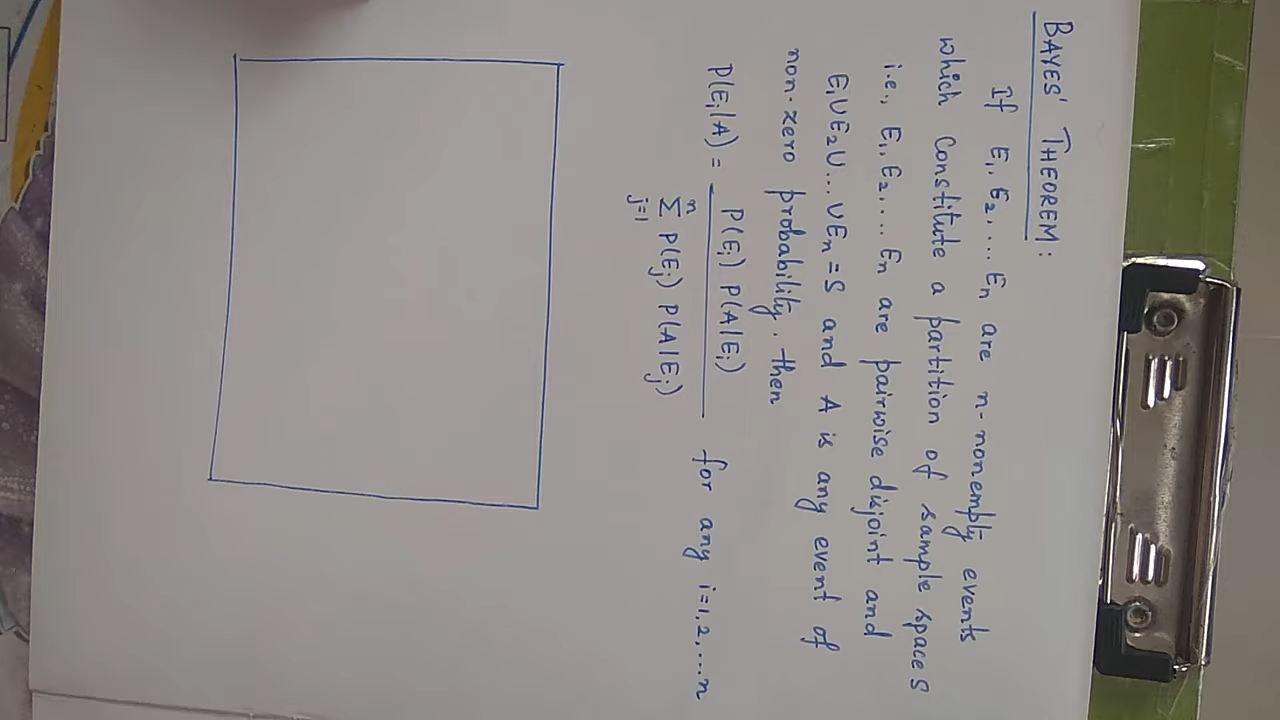 BAYES' THEOREM:
If E1, E2, ... En are n-nonempty events
which Constitute a partition of sample space S
i.e., E1, E2, ... En are pairwise disjoint and
E1∪E2∪...∪En = S and A is any event of
non-zero probability, then
P(Ei|A) = P(Ei) P(A|Ei) / n Σ j=1 P(Ej) P(A|Ej) for any i=1,2,...n